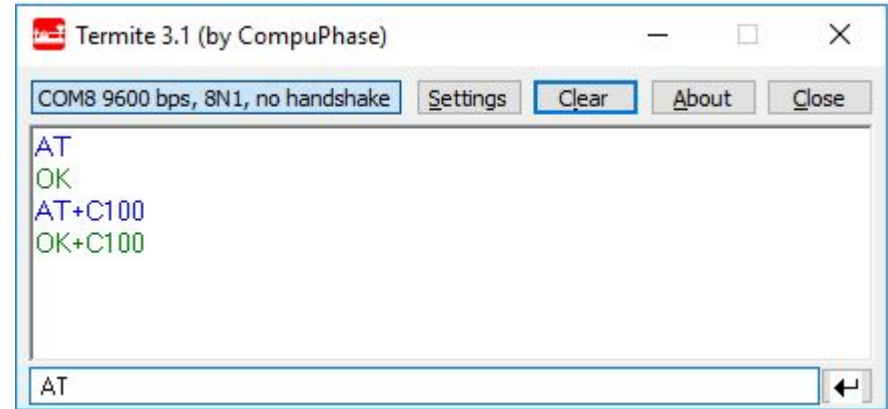 Termite 3.1 (by CompuPhase)
COM8 9600 bps, 8N1, no handshake Settings Clear About Close
AT
OK
AT+C100
OK+C100
AT